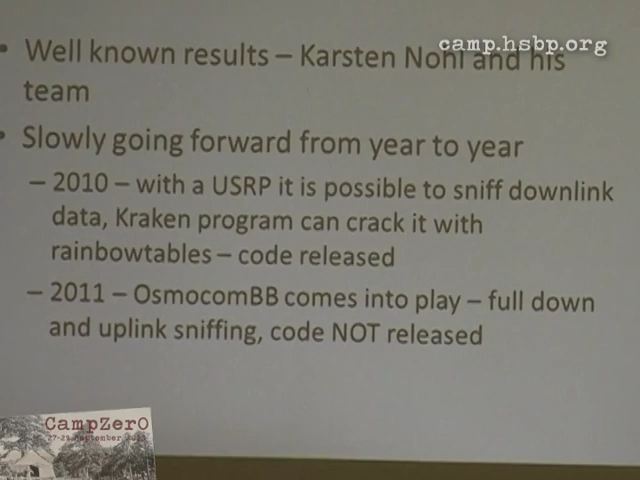 camp.hsbp.org
• Well known results – Karsten Nohl and his
team
• Slowly going forward from year to year
– 2010 – with a USRP it is possible to sniff downlink
data, Kraken program can crack it with
rainbowtables – code released
– 2011 – OsmocomBB comes into play – full down
and uplink sniffing, code NOT released
CampZer0
September